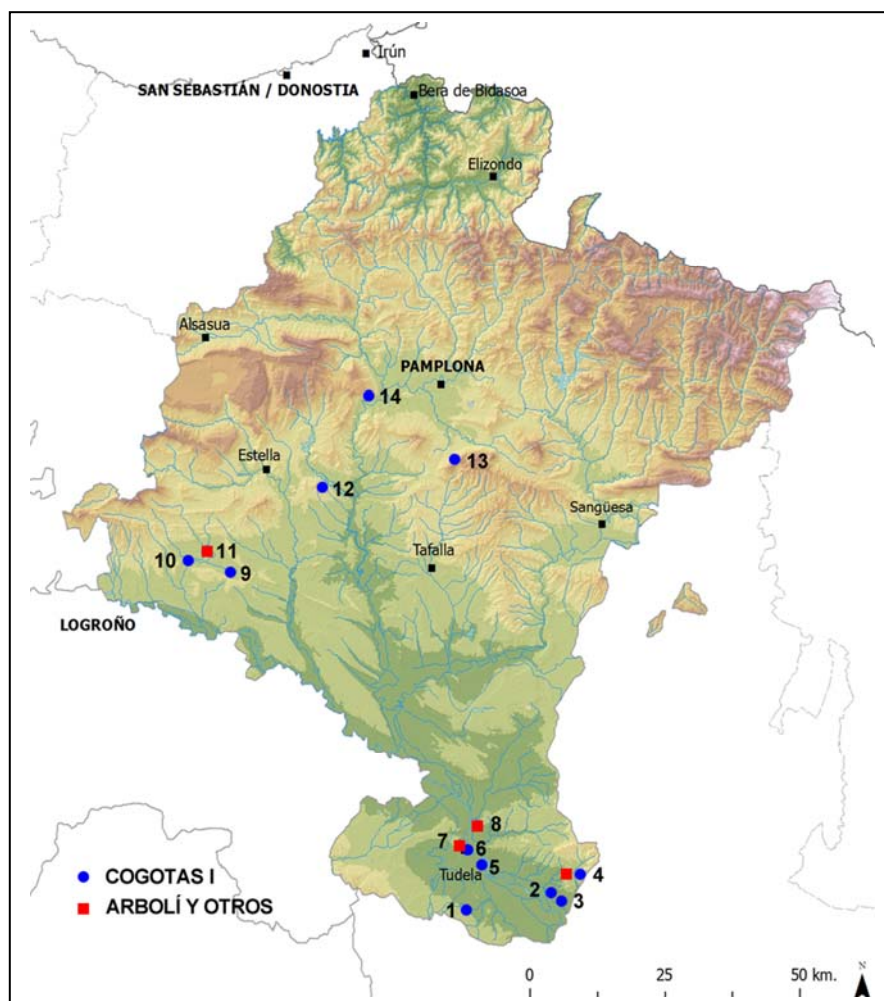 Irún
SAN SEBASTIÁN / DONOSTIA
Bera de Bidasoa
Elizondo
Alsasua
PAMPLONA
14
Estella
13
12
Sangüesa
11
10
9
Tafalla
LOGROÑO
8
7
6
5
4
Tudela
2
3
1
COGOTAS I
ARBOLÍ Y OTROS
N
0 25 50 km.